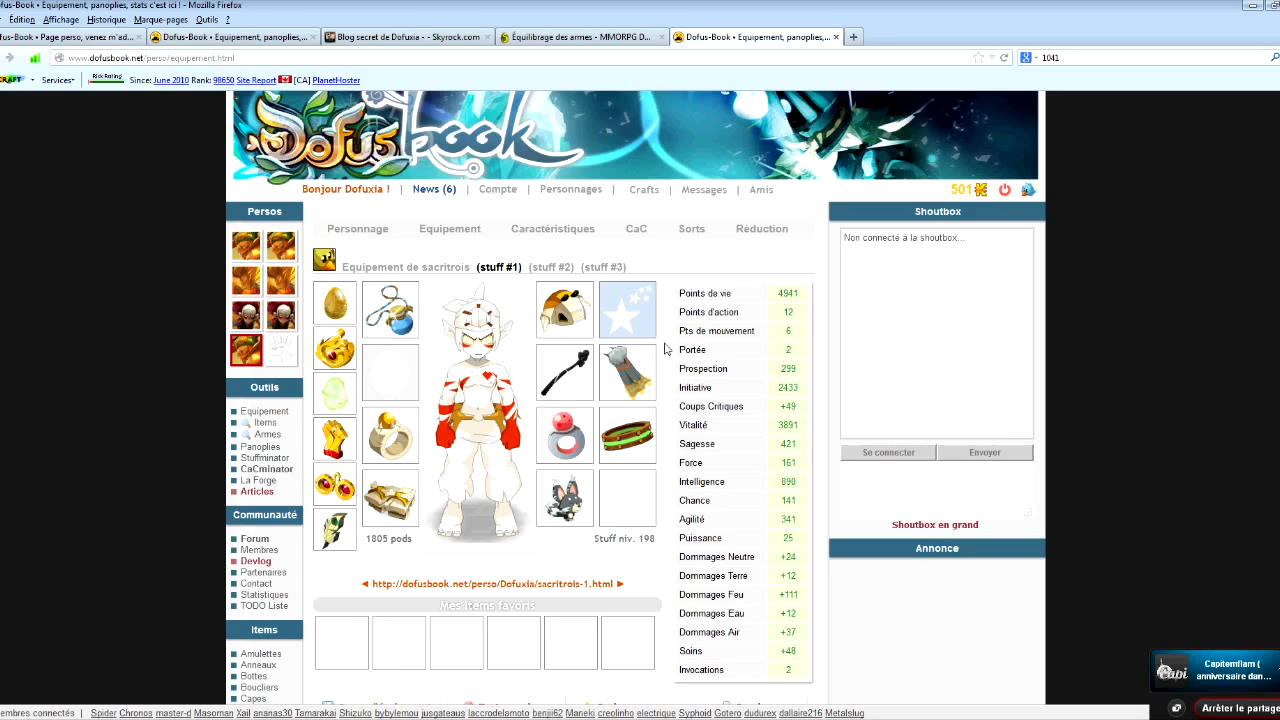 ofus-Book • Equipement, panoplies, stats c'est ici ! - Mozilla Firefox
Édition Affichage Historique Marque-pages Outils ?
ofus-Book • Page perso, venez m'ad...
Dofus-Book • Equipement, panoplies,...
Blog secret de Dofuxia - - Skyrock.com
Équilibrage des armes - MMORPG D...
Dofus-Book • Equipement, panoplies,...
www.dofusbook.net/perso/equipement.html
1041
CRAFT Services Risk Rating Since: June 2010 Rank: 98650 Site Report [CA] PlanetHoster
Dofus book
Bonjour Dofuxia ! | News (6) | Compte | Personnages | Crafts | Messages | Amis
501
Persos
Personnage Equipement Caractéristiques CaC Sorts Réduction
Equipement de sacritrois (stuff #1) (stuff #2) (stuff #3)
Outils
Equipement
Items
Armes
Panoplies
Stuffminator
CaCminator
La Forge
Articles
Communauté
Forum
Membres
Devlog
Partenaires
Contact
Statistiques
TODO Liste
Items
Amulettes
Anneaux
Bottes
Boucliers
Capes
1805 pods
Stuff niv. 198
http://dofusbook.net/perso/Dofuxia/sacritrois-1.html
Mes items favoris
Points de vie 4941
Points d'action 12
Pts de mouvement 6
Portée 2
Prospection 299
Initiative 2433
Coups Critiques +49
Vitalité 3891
Sagesse 421
Force 161
Intelligence 890
Chance 141
Agilité 341
Puissance 25
Dommages Neutre +24
Dommages Terre +12
Dommages Feu +111
Dommages Eau +12
Dommages Air +37
Soins +48
Invocations 2
Shoutbox
Non connecté à la shoutbox...
Se connecter Envoyer
Shoutbox en grand
Annonce
Capitemflam (
anniversaire dan...
Capi
Arrêter le partage
embres connectés | Spider Chronos master-d Masoman Xail ananas30 Tamarakai Shizuko bybylemou jusgateaus laccrodelamoto benjii62 Maneki creolinho electrique Syphoid Gotero dudurex dallaire216 Metalslug